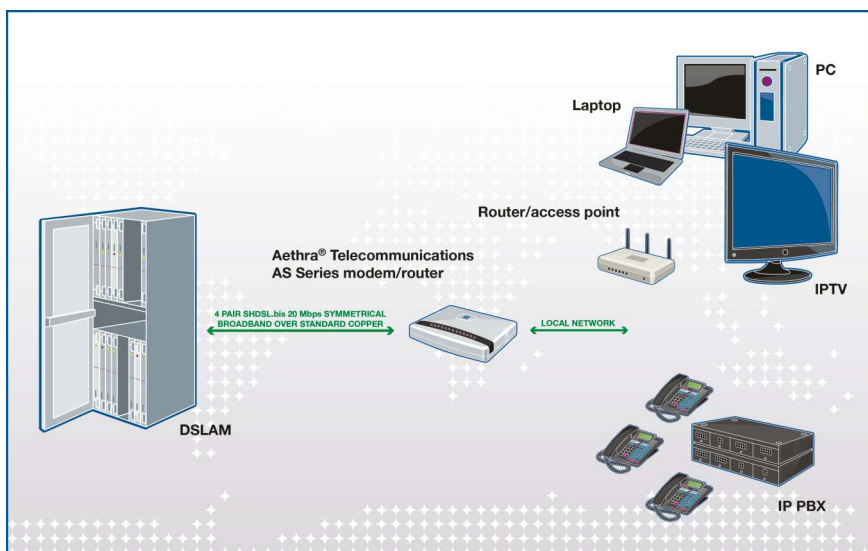 PC
Laptop
Router/access point
Aethra® Telecommunications
AS Series modem/router
IPTV
4 PAIR SHDSL.bis 20 Mbps SYMMETRICAL
BROADBAND OVER STANDARD COPPER
LOCAL NETWORK
DSLAM
IP PBX